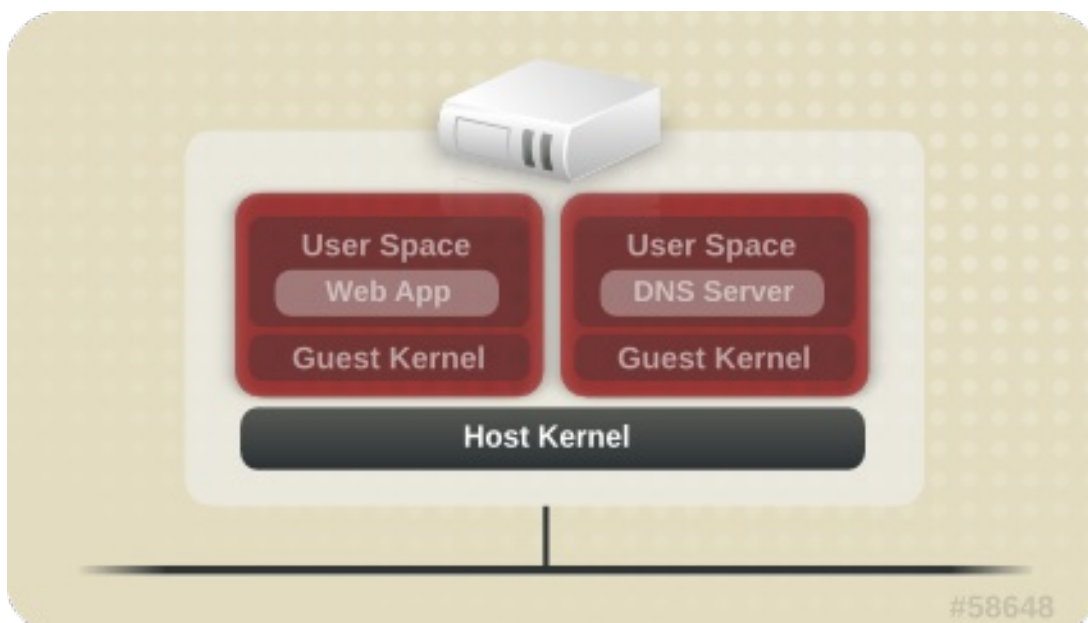 User Space
Web App
Guest Kernel
User Space
DNS Server
Guest Kernel
Host Kernel
#58648